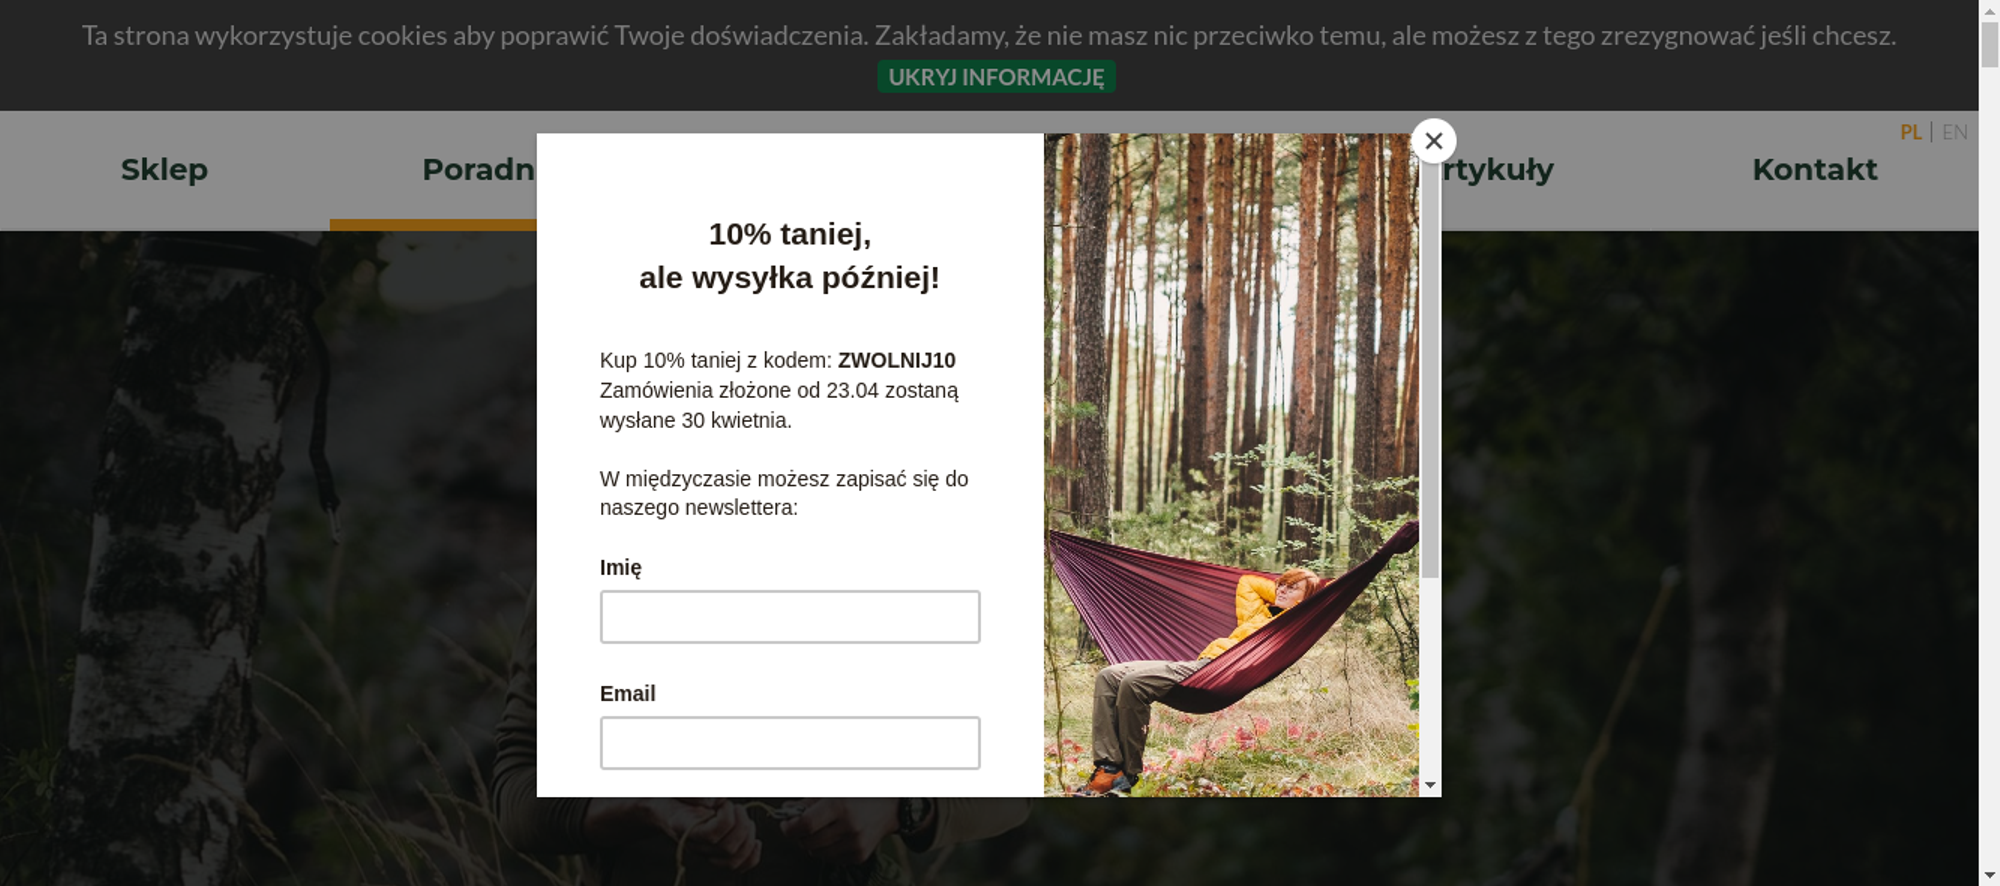 Ta strona wykorzystuje cookies aby poprawić Twoje doświadczenia. Zakładamy, że nie masz nic przeciwko temu, ale możesz z tego zrezygnować jeśli chcesz.
UKRYJ INFORMACJĘ
PL | EN
Sklep Poradn rtykuły Kontakt
10% taniej,
ale wysyłka później!
Kup 10% taniej z kodem: ZWOLNIJ10
Zamówienia złożone od 23.04 zostaną
wysłane 30 kwietnia.
W międzyczasie możesz zapisać się do
naszego newslettera:
Imię
Email